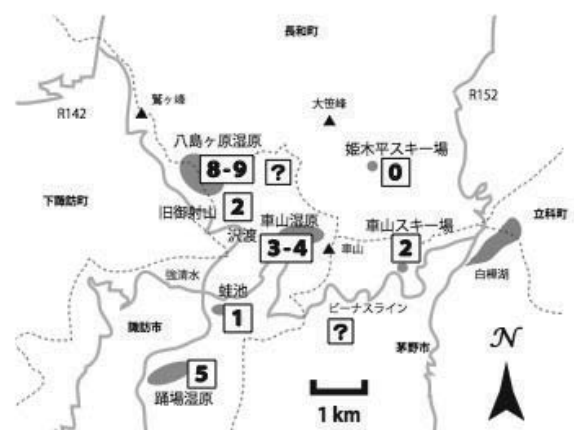 長和町
R142
鷲ヶ峰
大笹峰
R152
八島ヶ原湿原
8-9
?
姫木平スキー場
0
下諏訪町
旧御射山
2
車山湿原
沢渡
3-4
車山
車山スキー場
2
立科町
白樺湖
強清水
蛙池
1
ビーナスライン
?
諏訪市
茅野市
N
5
踊場湿原
1 km